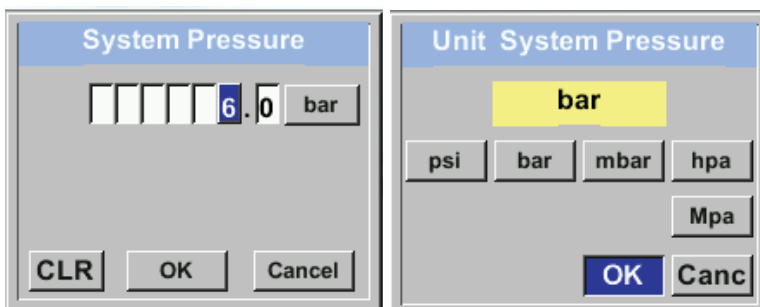 System Pressure
6.0 bar
CLR OK Cancel
Unit System Pressure
bar
psi bar mbar hpa
Mpa
OK Canc